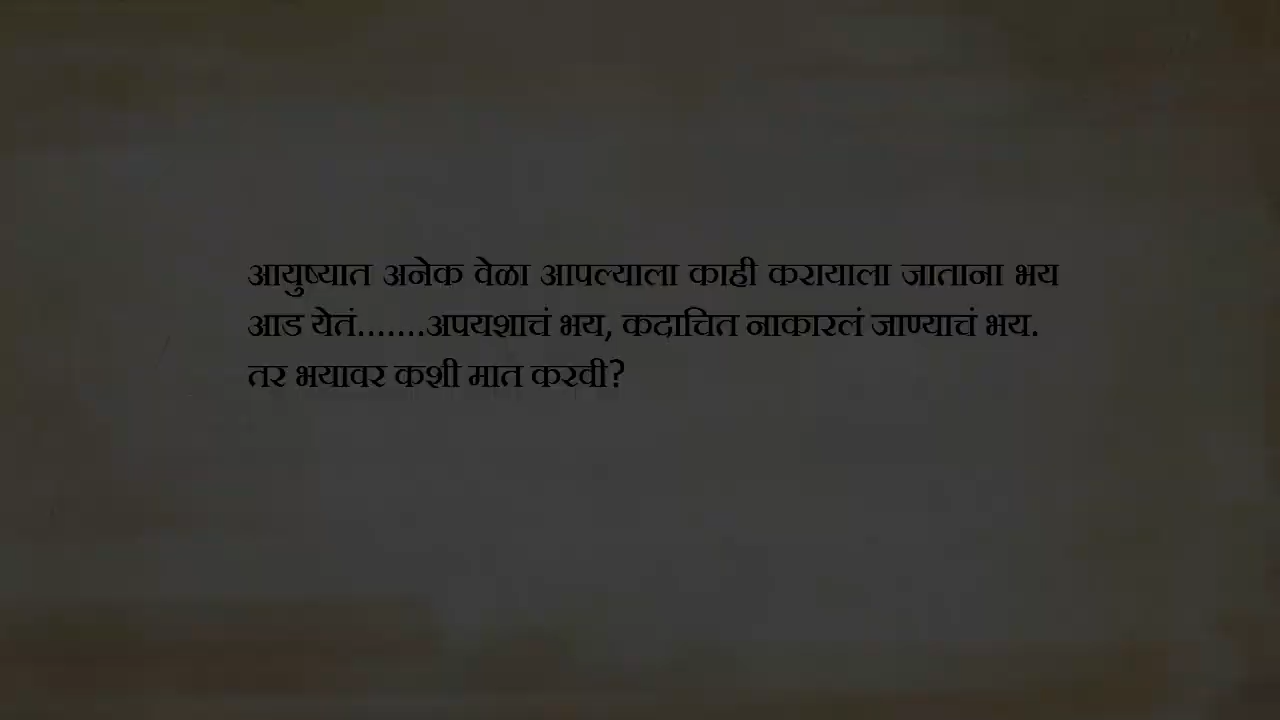 आयुष्यात अनेक वेळा आपल्याला काही करायाला जाताना भय
आड येतं.......अपयशाचं भय, कदाचित नाकारलं जाण्याचं भय.
तर भयावर कशी मात करवी?